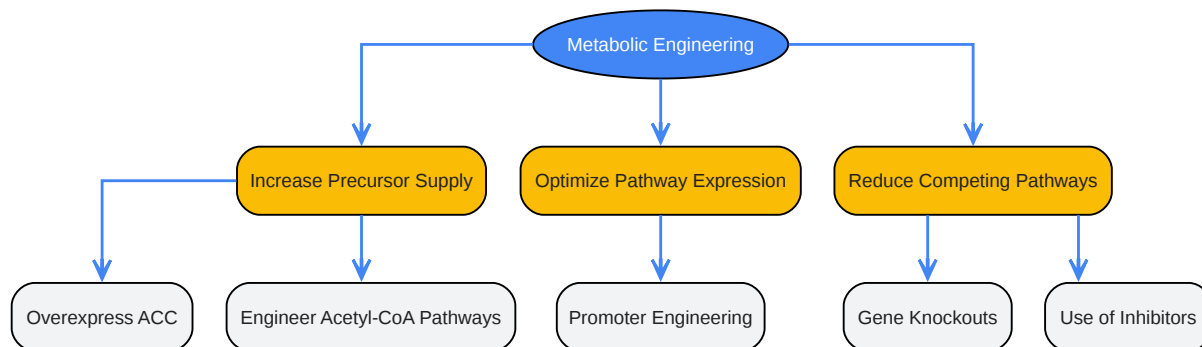 Metabolic Engineering
Increase Precursor Supply
Optimize Pathway Expression
Reduce Competing Pathways
Overexpress ACC
Engineer Acetyl-CoA Pathways
Promoter Engineering
Gene Knockouts
Use of Inhibitors